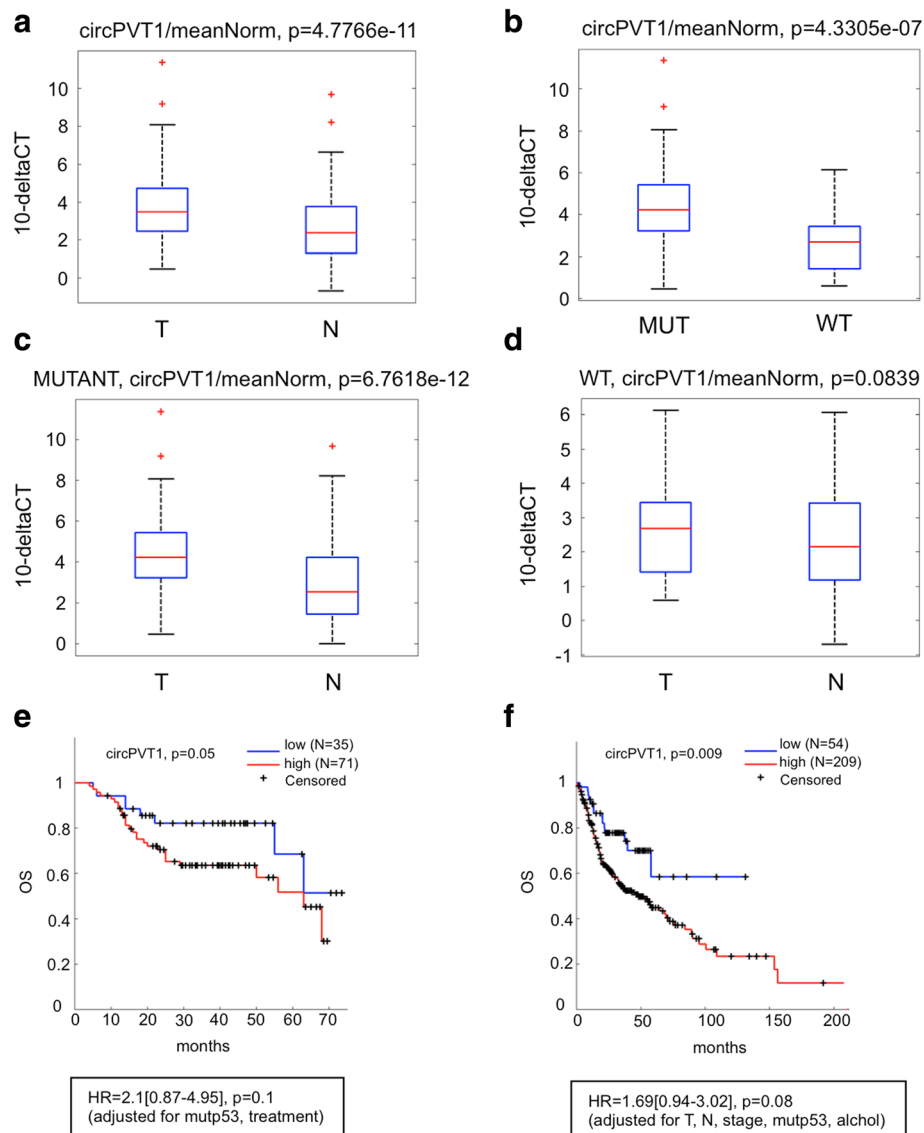 a
circPVT1/meanNorm, p=4.7766e-11
10-deltaCT
10
8
6
4
2
0
T N
b
circPVT1/meanNorm, p=4.3305e-07
10-deltaCT
10
8
6
4
2
0
MUT WT
c
MUTANT, circPVT1/meanNorm, p=6.7618e-12
10-deltaCT
10
8
6
4
2
0
T N
d
WT, circPVT1/meanNorm, p=0.0839
10-deltaCT
6
5
4
3
2
1
0
-1
T N
e
OS
circPVT1, p=0.05
low (N=35)
high (N=71)
Censored
1
0.8
0.6
0.4
0.2
0
0 10 20 30 40 50 60 70
months
HR=2.1[0.87-4.95], p=0.1
(adjusted for mutp53, treatment)
f
OS
circPVT1, p=0.009
low (N=54)
high (N=209)
Censored
1
0.8
0.6
0.4
0.2
0
0 50 100 150 200
months
HR=1.69[0.94-3.02], p=0.08
(adjusted for T, N, stage, mutp53, alchol)